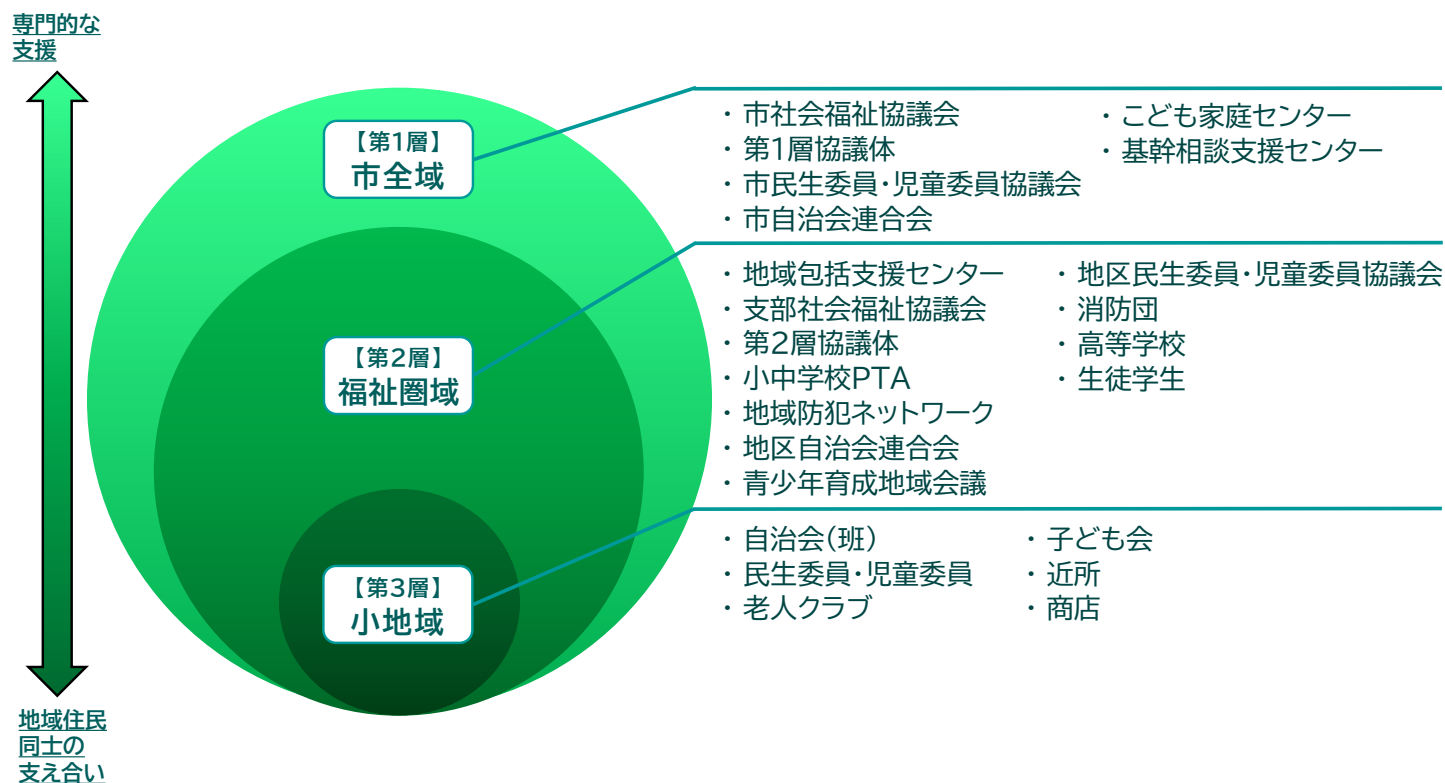 専門的な
支援
【第1層】
市全域
・市社会福祉協議会
・第1層協議体
・市民生委員・児童委員協議会
・市自治会連合会
・こども家庭センター
・基幹相談支援センター
【第2層】
福祉圏域
・地域包括支援センター
・支部社会福祉協議会
・第2層協議体
・小中学校PTA
・地域防犯ネットワーク
・地区自治会連合会
・青少年育成地域会議
・地区民生委員・児童委員協議会
・消防団
・高等学校
・生徒学生
【第3層】
小地域
・自治会(班)
・民生委員・児童委員
・老人クラブ
・子ども会
・近所
・商店
地域住民
同士の
支え合い